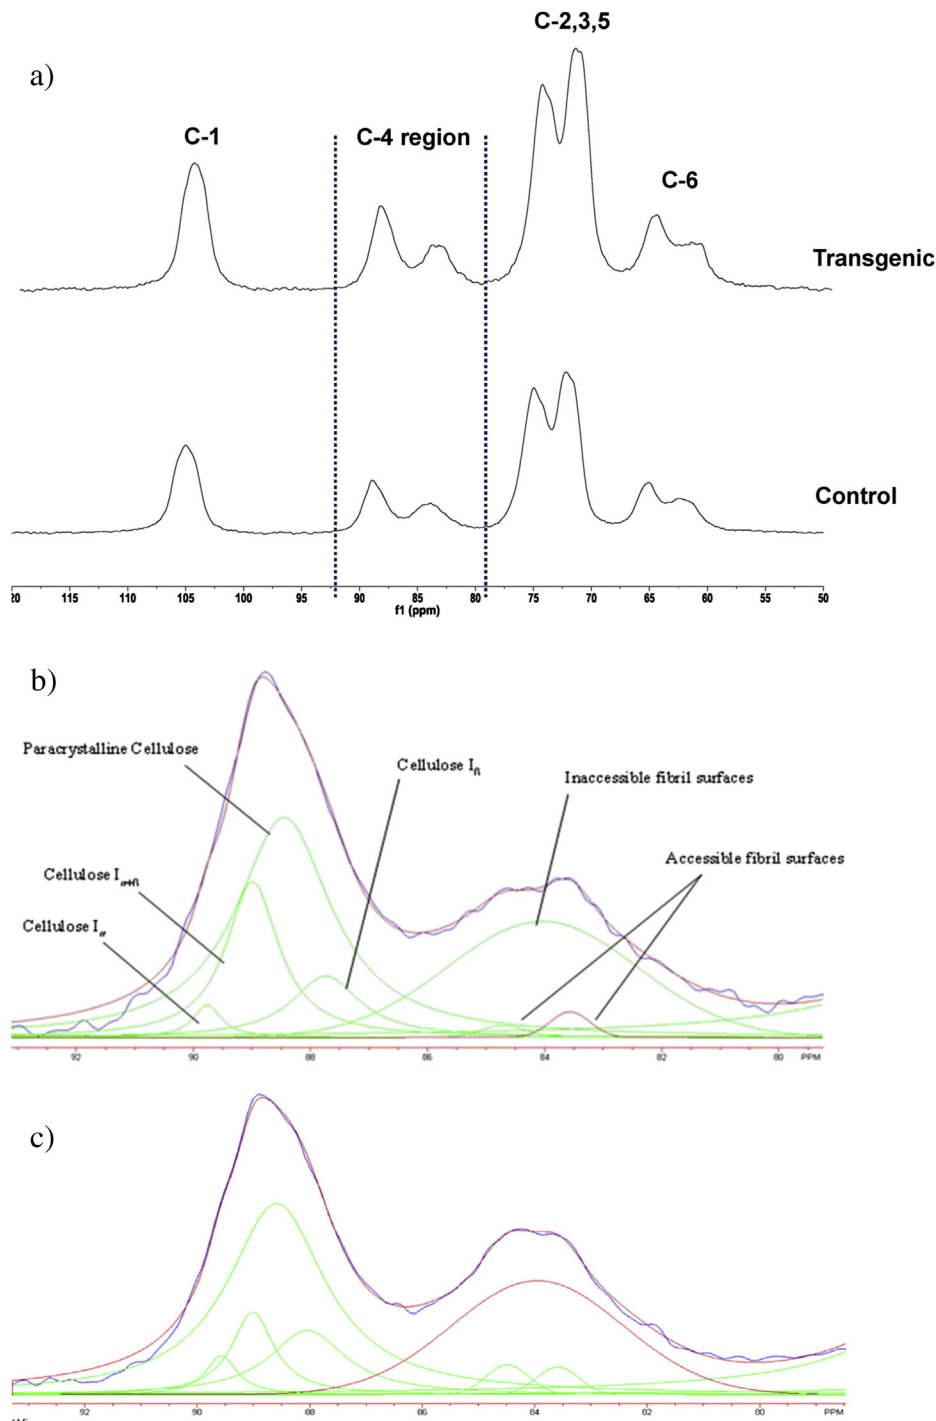 C-2,3,5
a)
C-1
C-4 region
C-6
Transgenic
Control
20 115 110 105 100 95 90 85 80 75 70 65 60 55 50
f1 (ppm)
b)
Paracrystalline Cellulose
Cellulose Iβ
Inaccessible fibril surfaces
Accessible fibril surfaces
Cellulose Iα+β
Cellulose Iα
92 90 88 86 84 82 80 PPM
c)
92 90 88 86 84 82 80 PPM